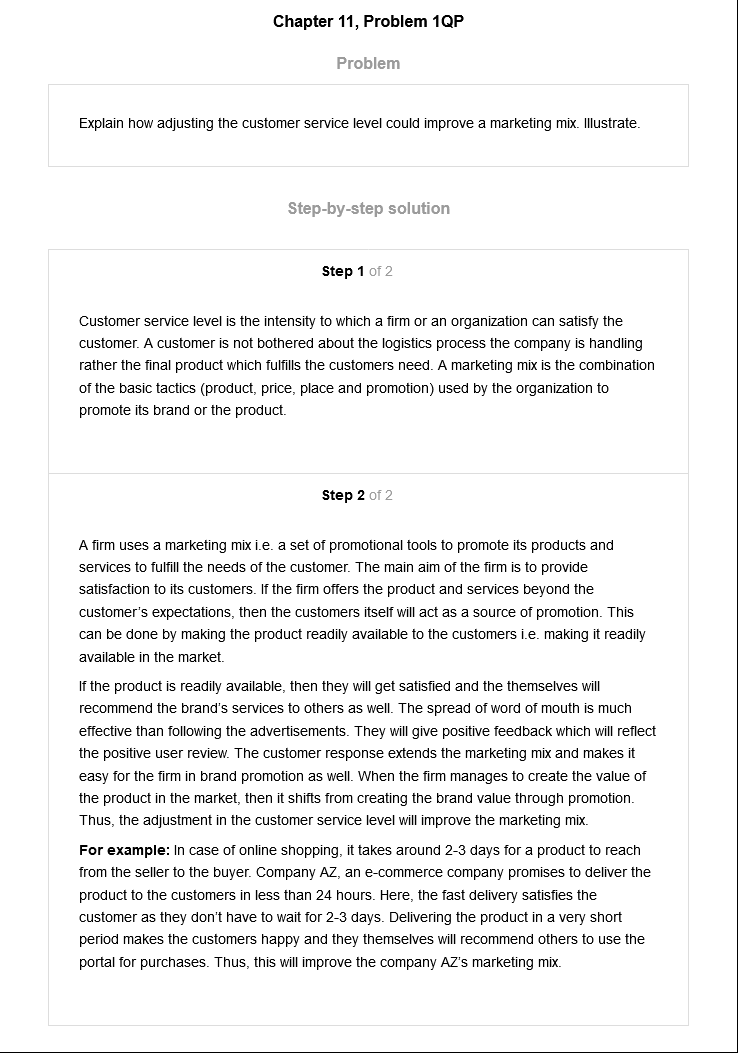 Chapter 11, Problem 1QP
Problem
Explain how adjusting the customer service level could improve a marketing mix. Illustrate.
Step-by-step solution
Step 1 of 2
Customer service level is the intensity to which a firm or an organization can satisfy the
customer. A customer is not bothered about the logistics process the company is handling
rather the final product which fulfills the customers need. A marketing mix is the combination
of the basic tactics (product, price, place and promotion) used by the organization to
promote its brand or the product.
Step 2 of 2
A firm uses a marketing mix i.e. a set of promotional tools to promote its products and
services to fulfill the needs of the customer. The main aim of the firm is to provide
satisfaction to its customers. If the firm offers the product and services beyond the
customer's expectations, then the customers itself will act as a source of promotion. This
can be done by making the product readily available to the customers i.e. making it readily
available in the market.
If the product is readily available, then they will get satisfied and the themselves will
recommend the brand's services to others as well. The spread of word of mouth is much
effective than following the advertisements. They will give positive feedback which will reflect
the positive user review. The customer response extends the marketing mix and makes it
easy for the firm in brand promotion as well. When the firm manages to create the value of
the product in the market, then it shifts from creating the brand value through promotion.
Thus, the adjustment in the customer service level will improve the marketing mix.
For example: In case of online shopping, it takes around 2-3 days for a product to reach
from the seller to the buyer. Company AZ, an e-commerce company promises to deliver the
product to the customers in less than 24 hours. Here, the fast delivery satisfies the
customer as they don't have to wait for 2-3 days. Delivering the product in a very short
period makes the customers happy and they themselves will recommend others to use the
portal for purchases. Thus, this will improve the company AZ's marketing mix.